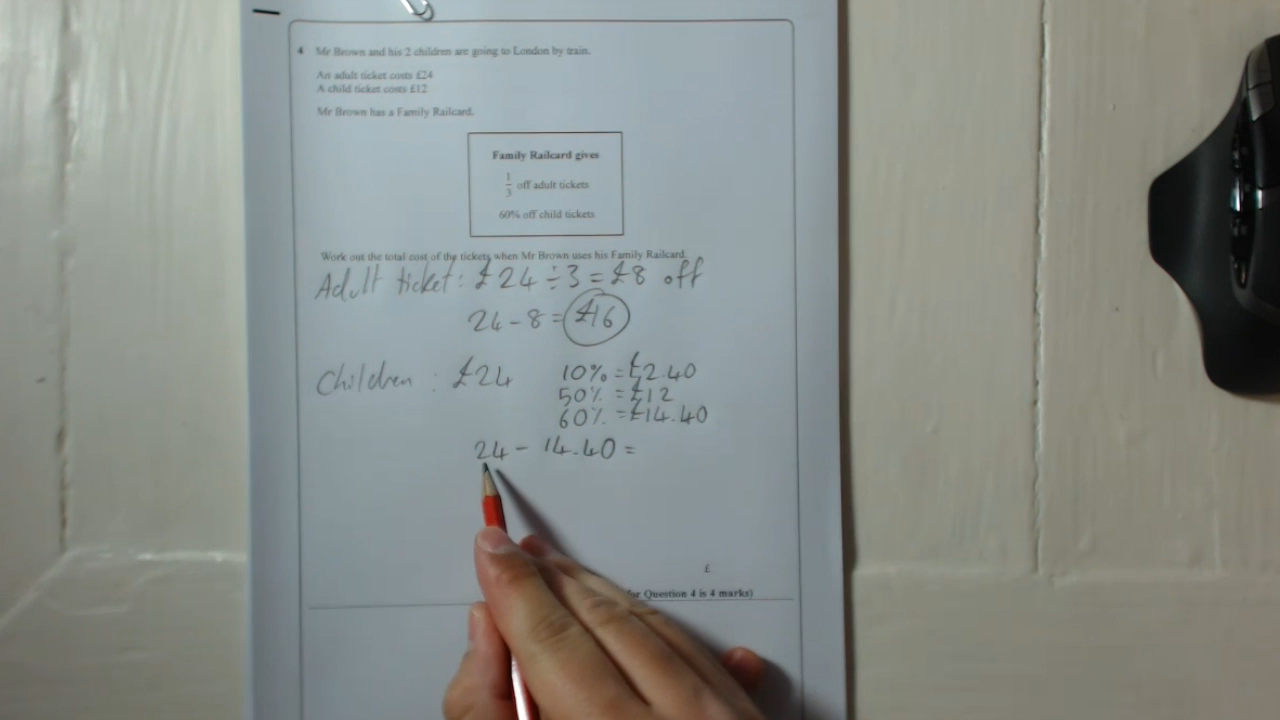 4 Mr Brown and his 2 children are going to London by train.
An adult ticket costs £24
A child ticket costs £12
Mr Brown has a Family Railcard.
Family Railcard gives
1/3 off adult tickets
60% off child tickets
Work out the total cost of the tickets when Mr Brown uses his Family Railcard.
Adult ticket: £24 ÷ 3 = £8 off
24 - 8 = £16
Children : £24 10% = £2.40
50% = £12
60% = £14.40
24 - 14.40 =
£
for Question 4 is 4 marks)